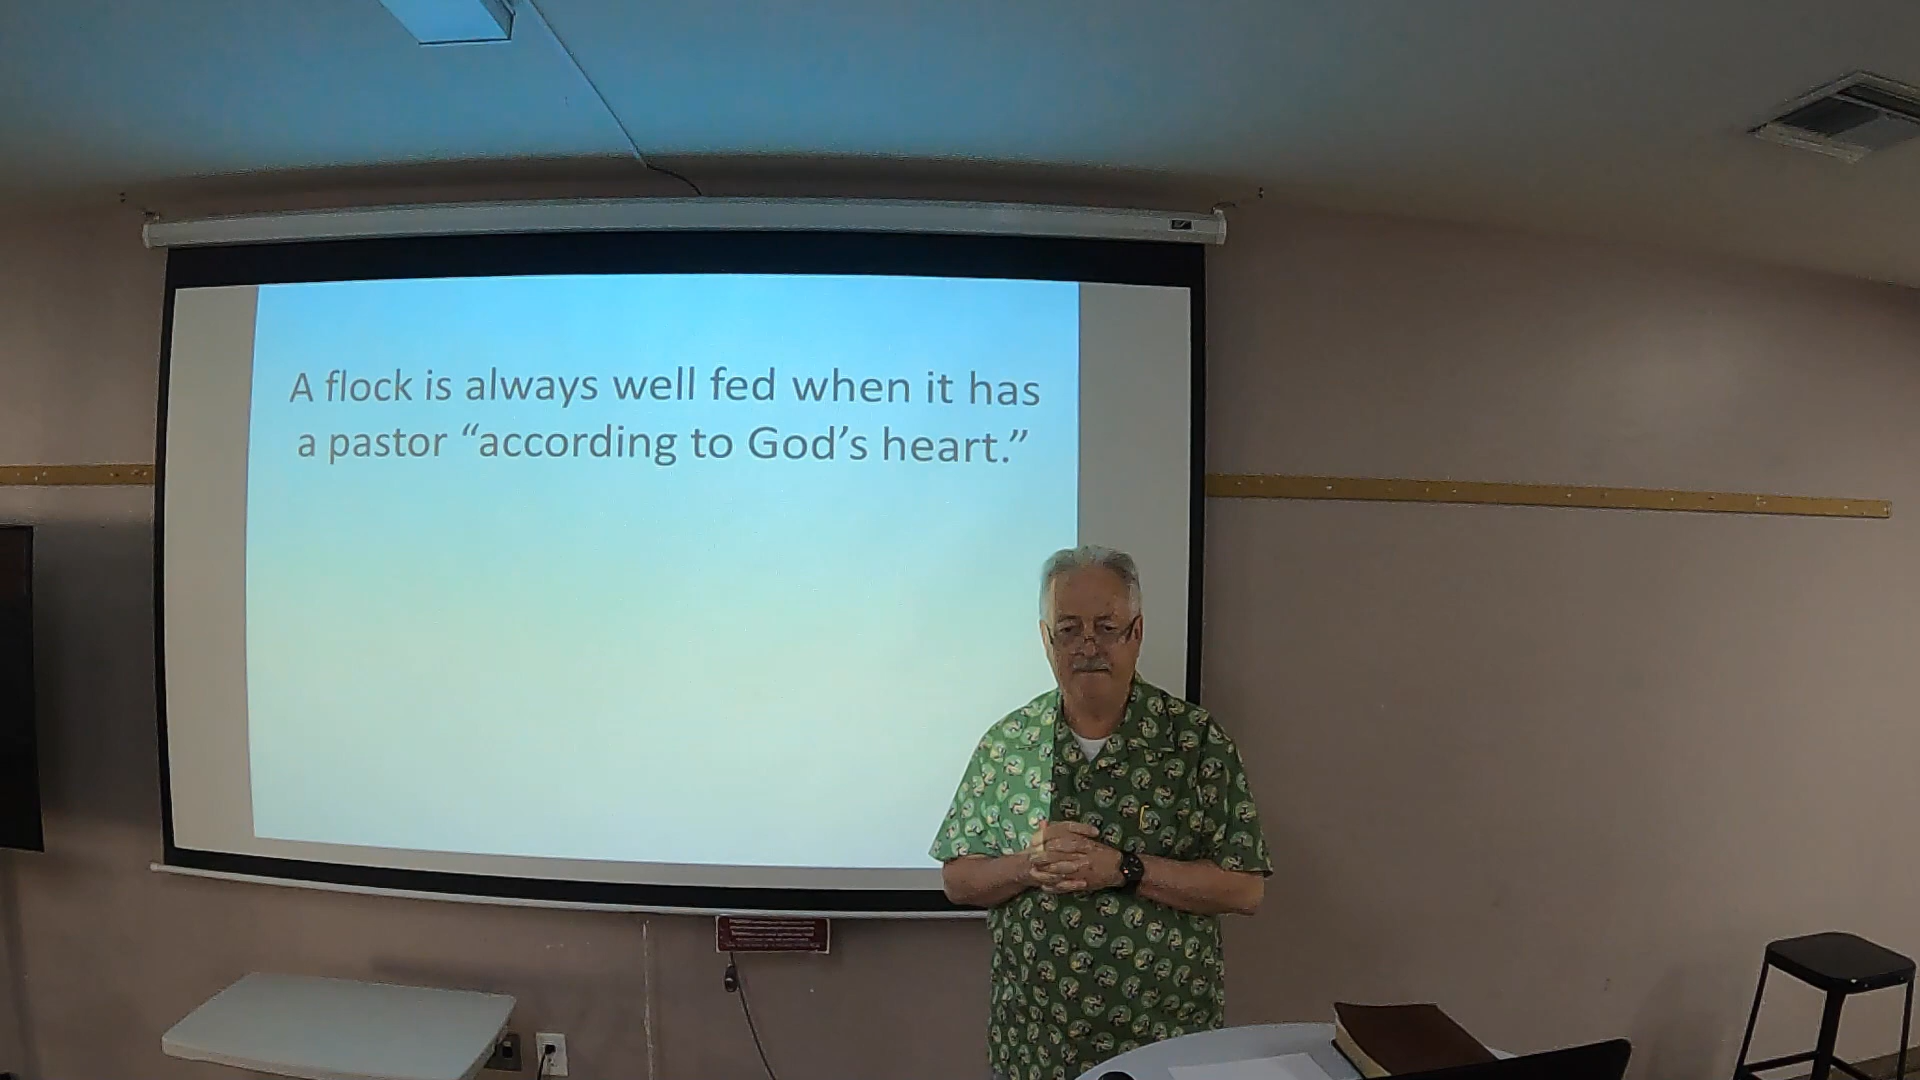 A flock is always well fed when it has
a pastor “according to God’s heart.”